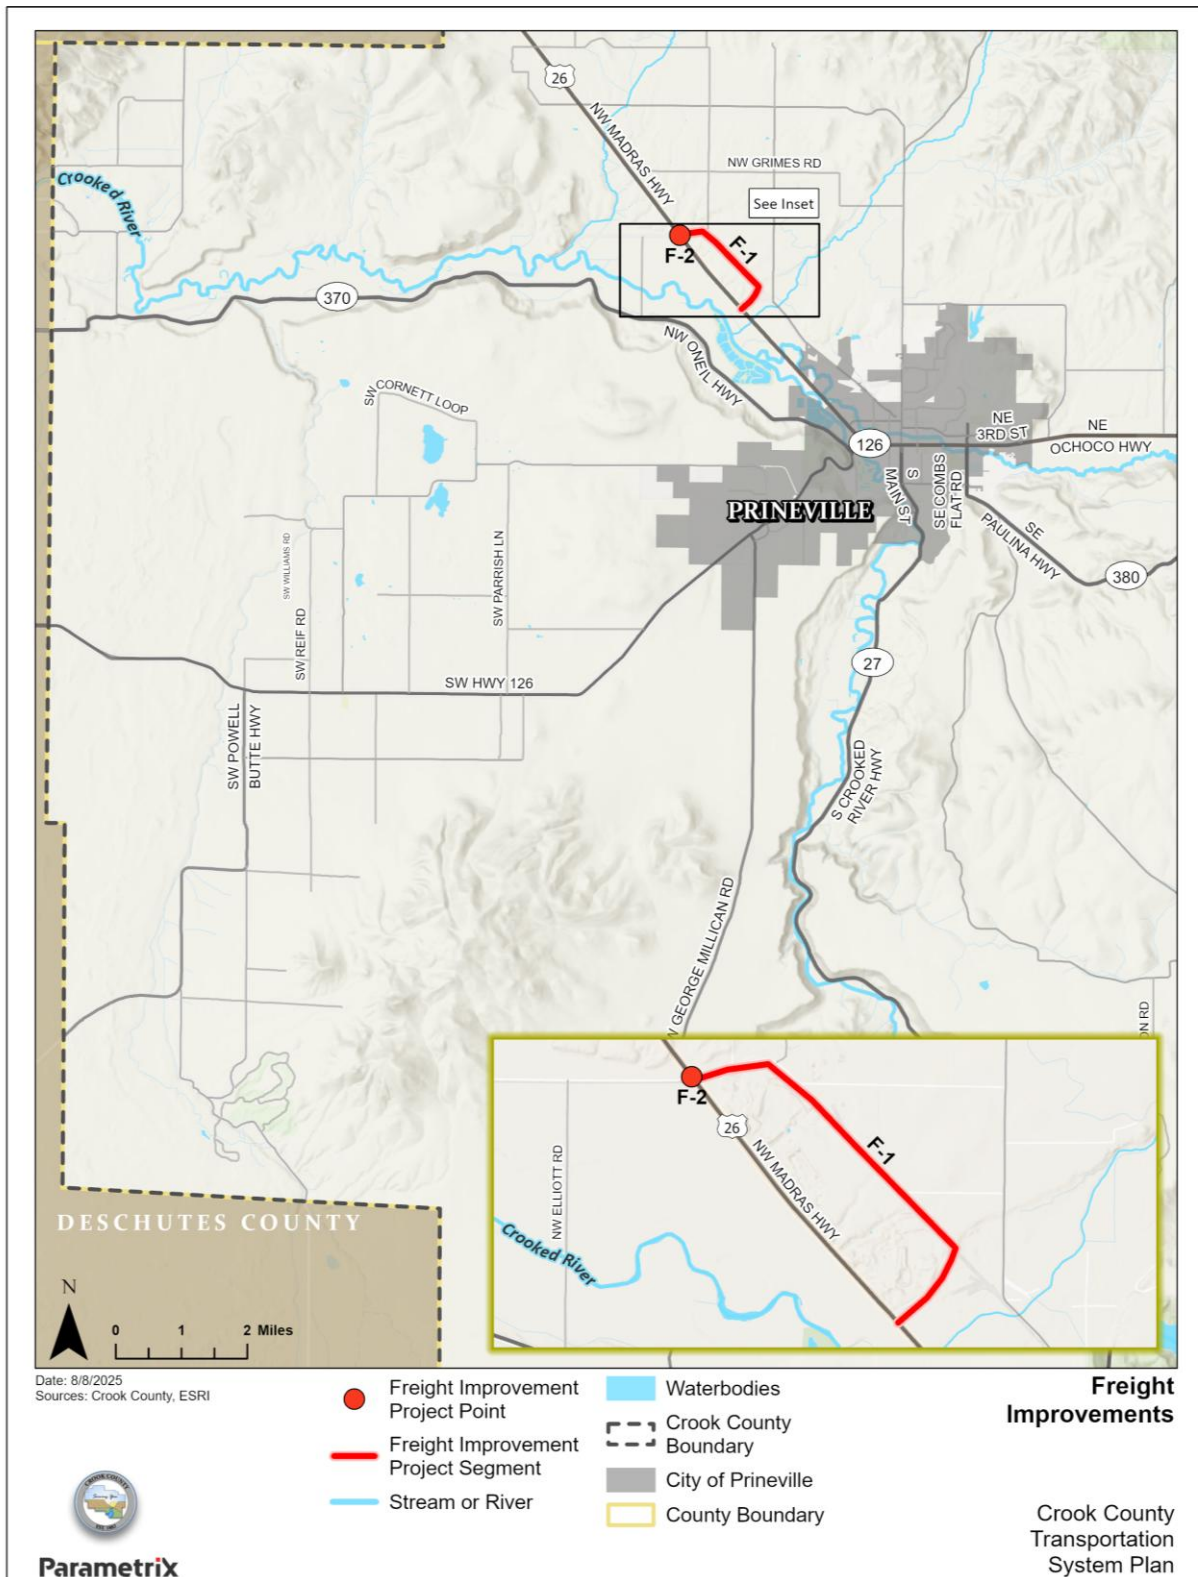 26
NW MADRAS HWY
NW GRIMES RD
See Inset
Crooked River
F-2
F-1
370
NW ONEIL HWY
SW CORNETT LOOP
126
NE
3RD ST
NE
OCHOCO HWY
S
MAIN ST
SE COMBS
FLAT RD
PRINEVILLE
SE
PAULINA HWY
380
SW WILLIAMS RD
SW PARRISH LN
SW REIF RD
27
SW HWY 126
SW POWELL
BUTTE HWY
S CROOKED
RIVER HWY
GEORGE MILLICAN RD
ON RD
F-2
26
F-1
NW ELLIOTT RD
NW MADRAS HWY
Crooked River
DESCHUTES COUNTY
N
0 1 2 Miles
Date: 8/8/2025
Sources: Crook County, ESRI
Freight Improvement
Project Point
Freight Improvement
Project Segment
Stream or River
Waterbodies
Crook County
Boundary
City of Prineville
County Boundary
Freight
Improvements
CROOK COUNTY
Parametrix
Crook County
Transportation
System Plan